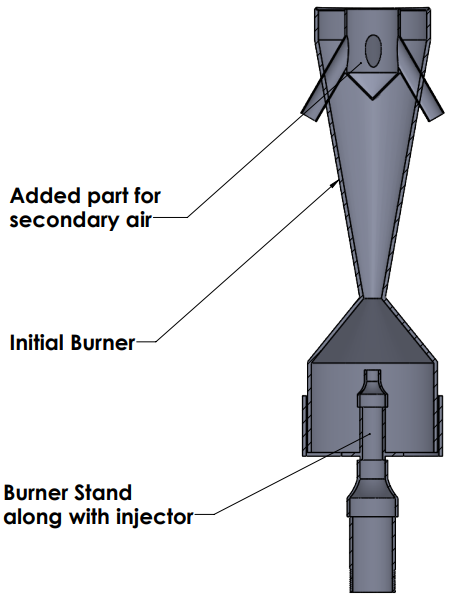 Added part for
secondary air
Initial Burner
Burner Stand
along with injector